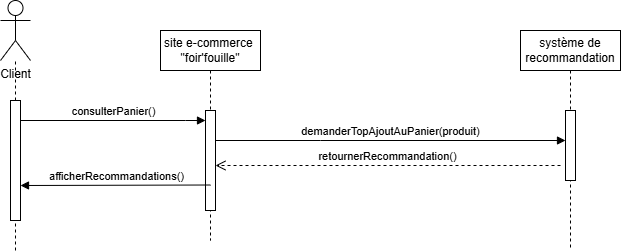 site e-commerce
"foir'fouille"
système de
recommandation
Client
consulterPanier()
demanderTopAjoutAuPanier(produit)
retournerRecommandation()
afficherRecommandations()